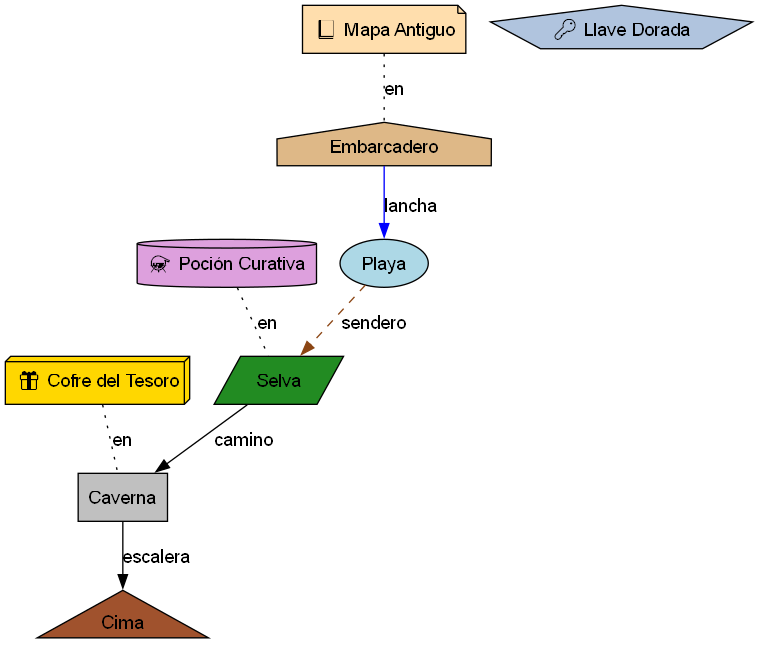 Mapa Antiguo
Llave Dorada
en
Embarcadero
lancha
Poción Curativa
Playa
en
sendero
Cofre del Tesoro
Selva
en
camino
Caverna
escalera
Cima